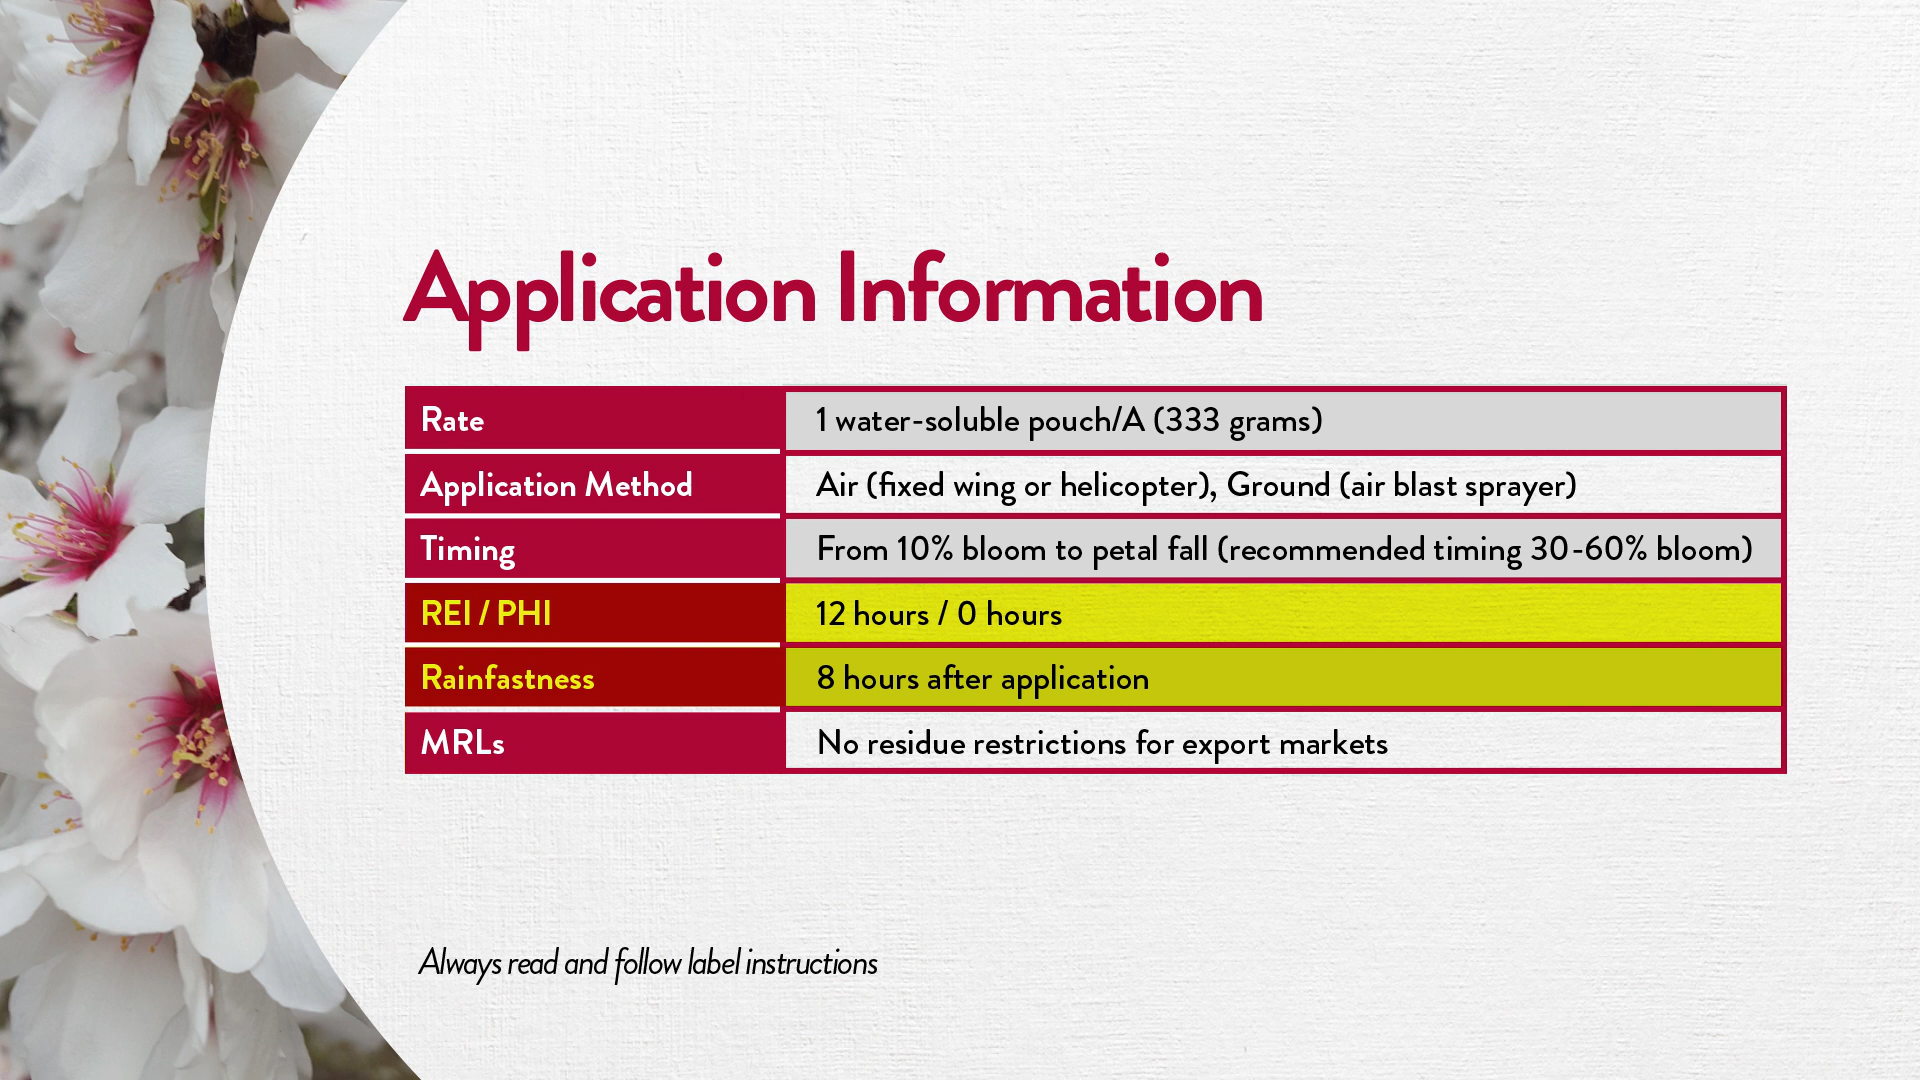 Application Information
Rate 1 water-soluble pouch/A (333 grams)
Application Method Air (fixed wing or helicopter), Ground (air blast sprayer)
Timing From 10% bloom to petal fall (recommended timing 30-60% bloom)
REI / PHI 12 hours / 0 hours
Rainfastness 8 hours after application
MRLs No residue restrictions for export markets
Always read and follow label instructions